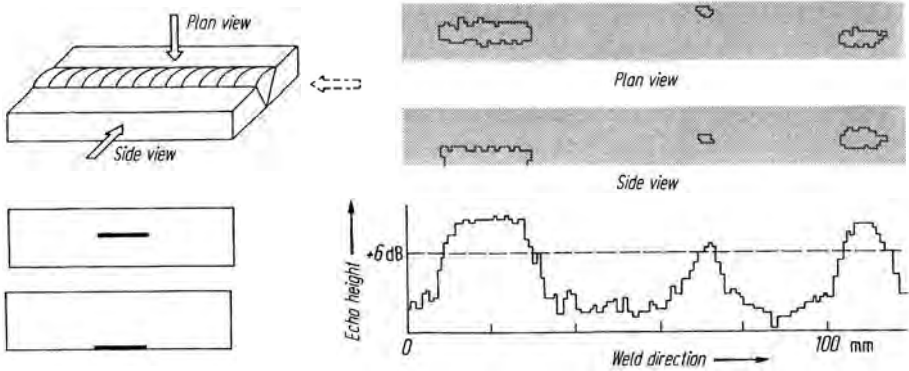 Plan view
Side view
Plan view
Side view
+6 dB
Echo height
0
100 mm
Weld direction